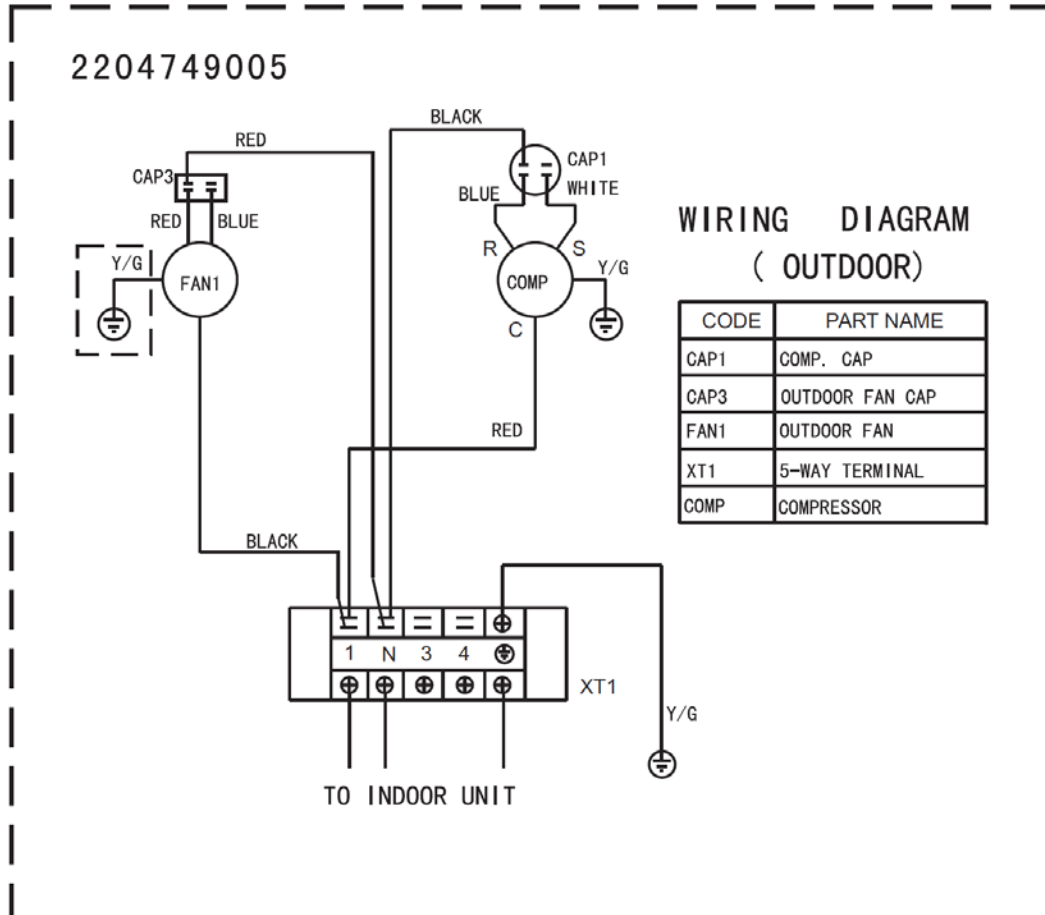 2204749005
BLACK
RED
CAP1
CAP3
WHITE
BLUE
RED BLUE
WIRING DIAGRAM
( OUTDOOR)
R
S
Y/G
Y/G
FAN1
COMP
C
CODE PART NAME
CAP1 COMP. CAP
CAP3 OUTDOOR FAN CAP
FAN1 OUTDOOR FAN
XT1 5-WAY TERMINAL
COMP COMPRESSOR
RED
BLACK
1 N 3 4
XT1
Y/G
TO INDOOR UNIT